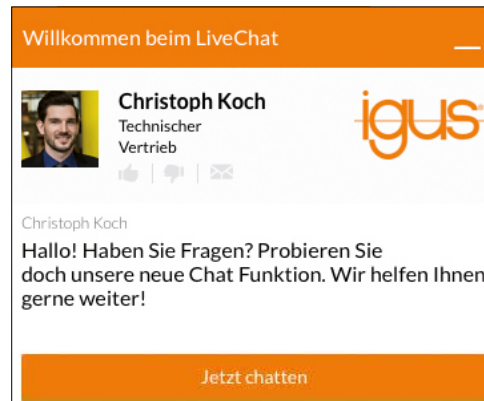 Willkommen beim LiveChat
Christoph Koch
Technischer
Vertrieb
igus
Christoph Koch
Hallo! Haben Sie Fragen? Probieren Sie
doch unsere neue Chat Funktion. Wir helfen Ihnen
gerne weiter!
Jetzt chatten